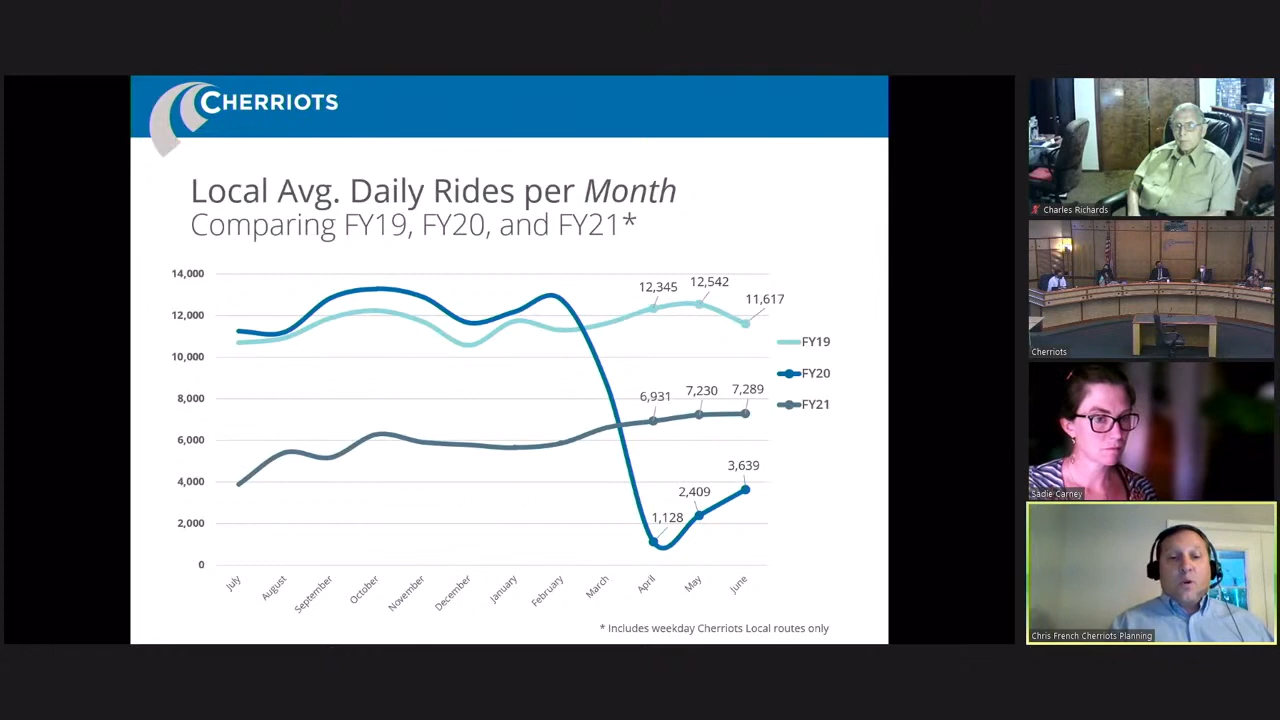 CHERRIOTS
Local Avg. Daily Rides per Month
Comparing FY19, FY20, and FY21*
14,000
12,000
10,000
8,000
6,000
4,000
2,000
0
12,345
12,542
11,617
6,931
7,230
7,289
1,128
2,409
3,639
FY19
FY20
FY21
July
August
September
October
November
December
January
February
March
April
May
June
* Includes weekday Cherriots Local routes only
Charles Richards
Cherriots
Sadie Carney
Chris French Cherriots Planning